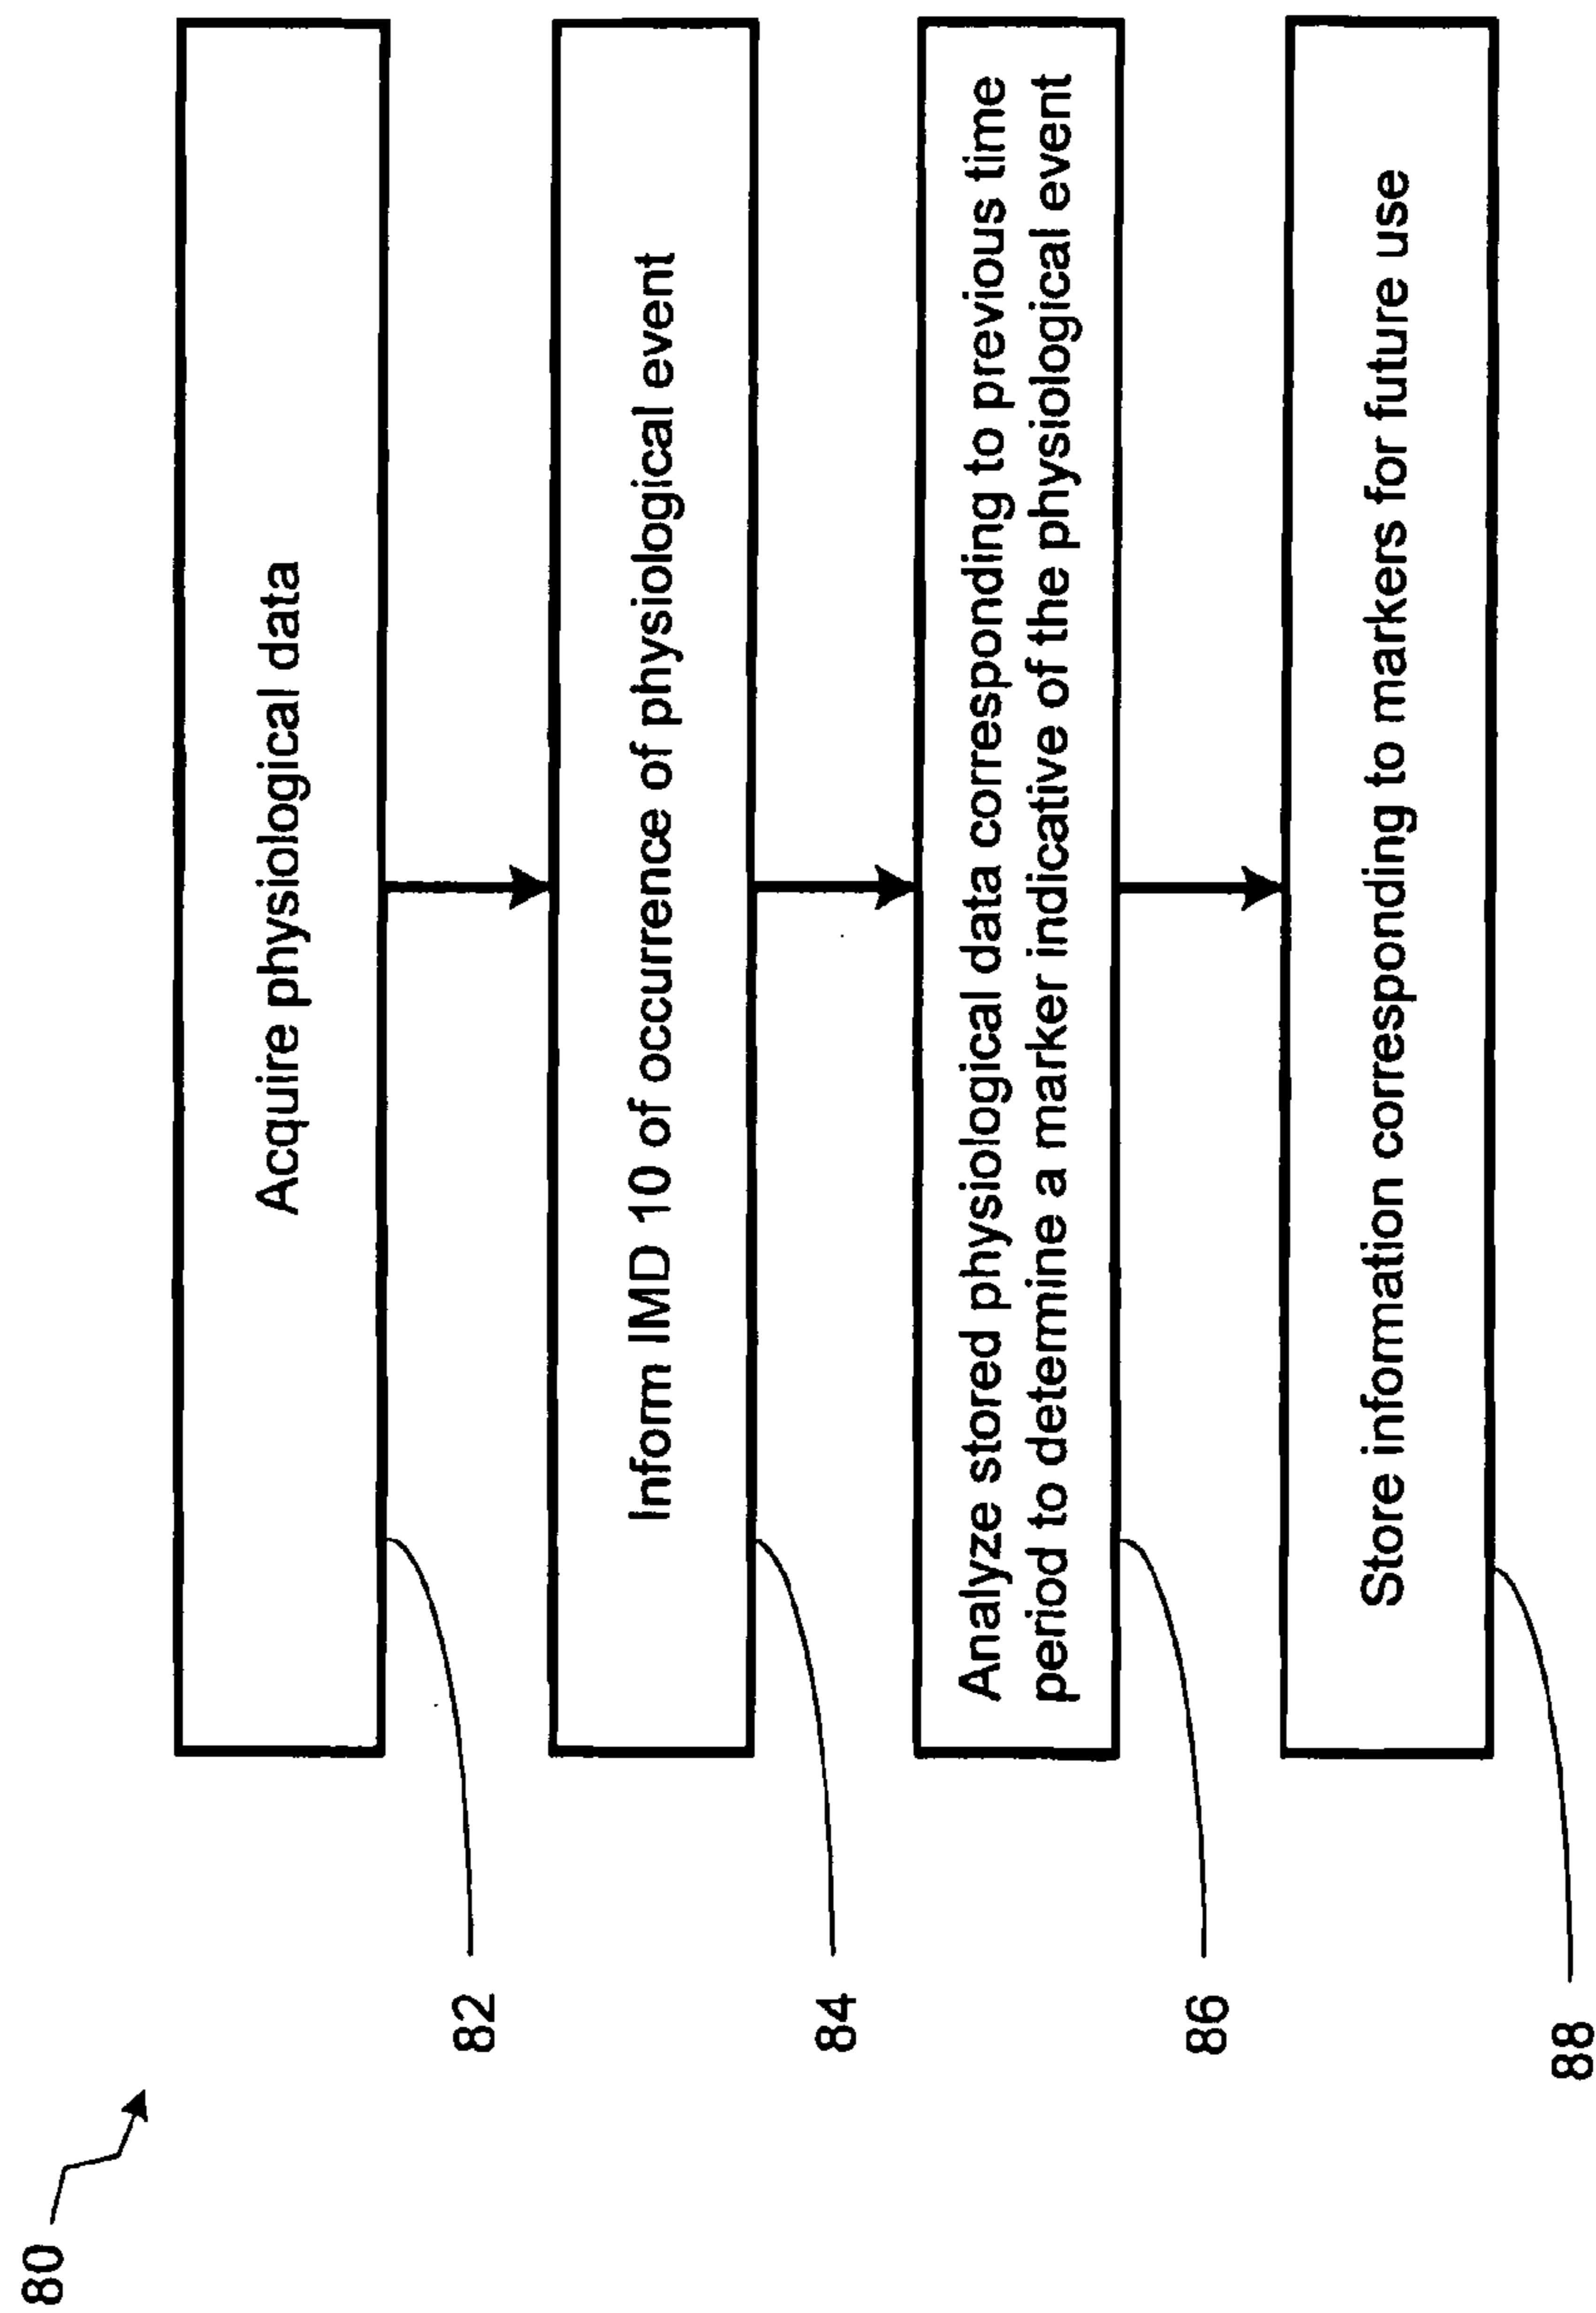 80
82
Acquire physiological data
84
Inform IMD 10 of occurrence of physiological event
86
Analyze stored physiological data corresponding to previous time
period to determine a marker indicative of the physiological event
88
Store information corresponding to markers for future use